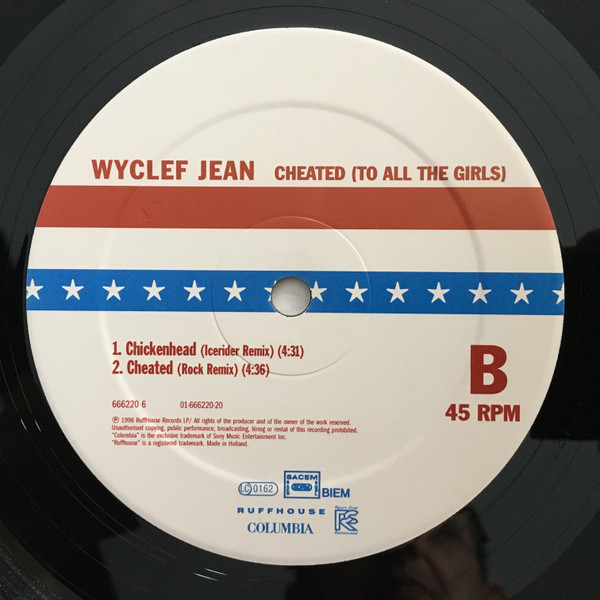 WYCLEF JEAN CHEATED (TO ALL THE GIRLS)
1. Chickenhead (Icerider Remix) (4:31)
2. Cheated (Rock Remix) (4:36)
B
45 RPM
666220 6 01-666220-20
℗ 1998 Ruffhouse Records LP/ All rights of the producer and of the owner of the work reserved.
Unauthorised copying, public performance, broadcasting, hiring or rental of this recording prohibited.
"Columbia" is the exclusive trademark of Sony Music Entertainment Inc.
"Ruffhouse" is a registered trademark. Made in Holland.
LC 0162 SACEM BIEM
RUFFHOUSE
COLUMBIA